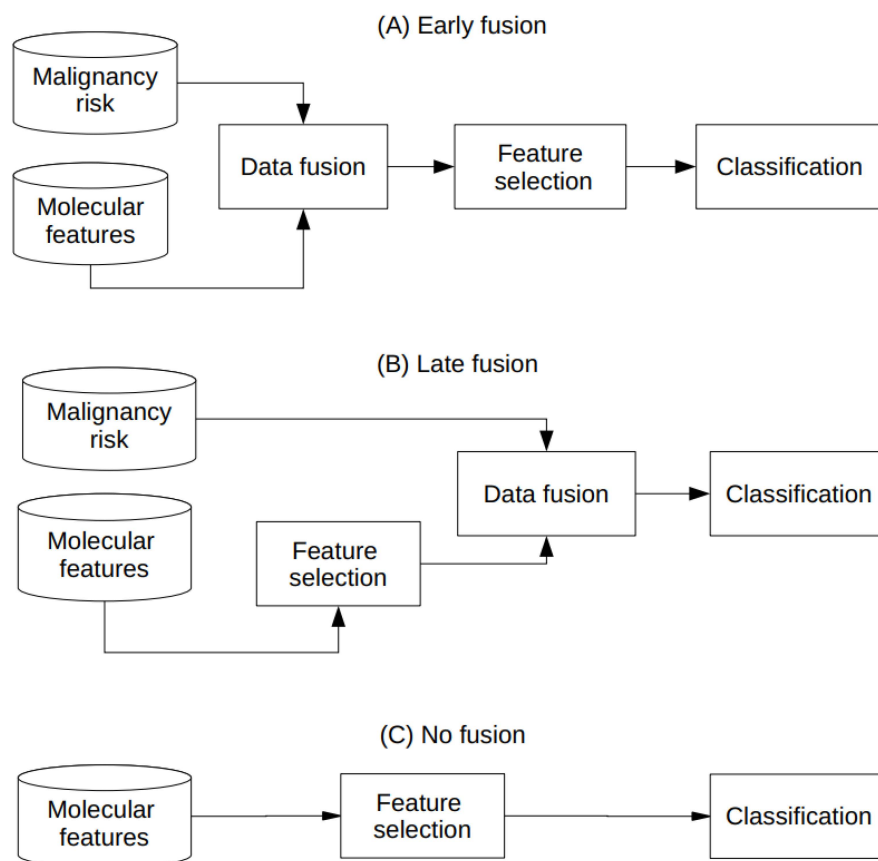 (A) Early fusion
Malignancy
risk
Data fusion
Feature
selection
Classification
Molecular
features
(B) Late fusion
Malignancy
risk
Data fusion
Classification
Molecular
features
Feature
selection
(C) No fusion
Molecular
features
Feature
selection
Classification